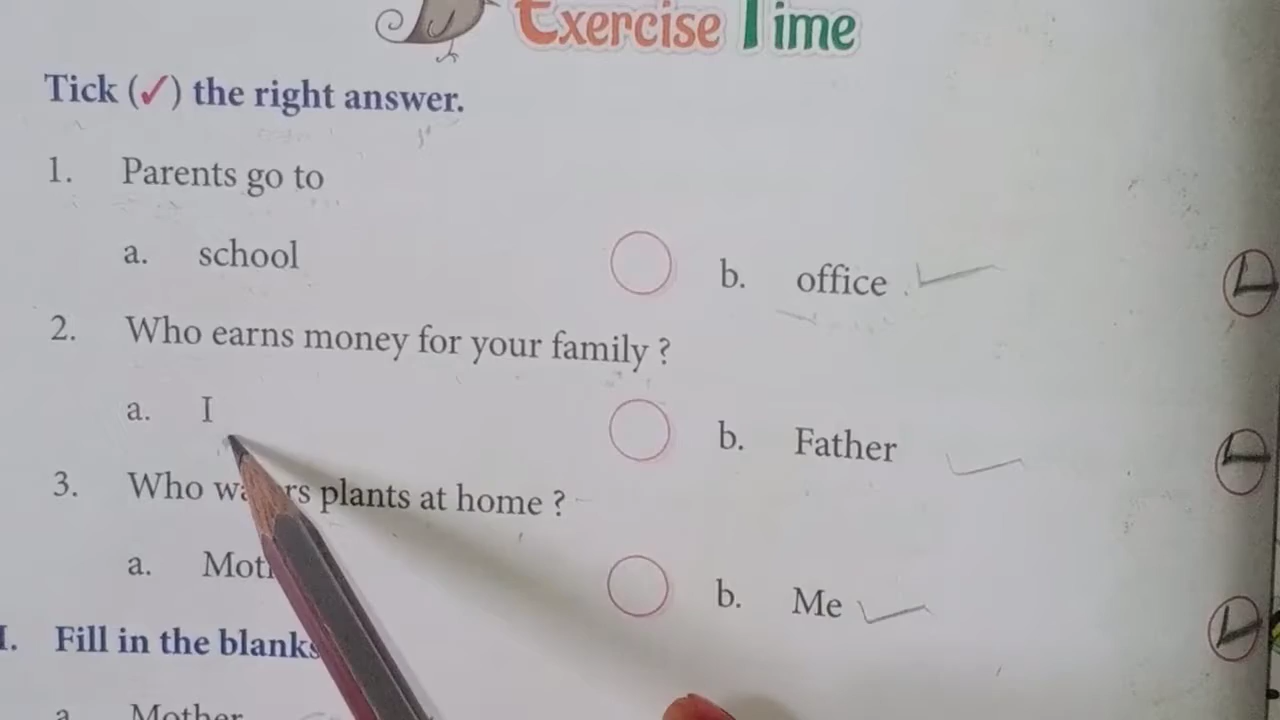 Exercise Time
Tick (✓) the right answer.
1. Parents go to
a. school b. office
2. Who earns money for your family ?
a. I b. Father
3. Who plants at home ?
a. b. Me
I. Fill in the blanks
a Mother